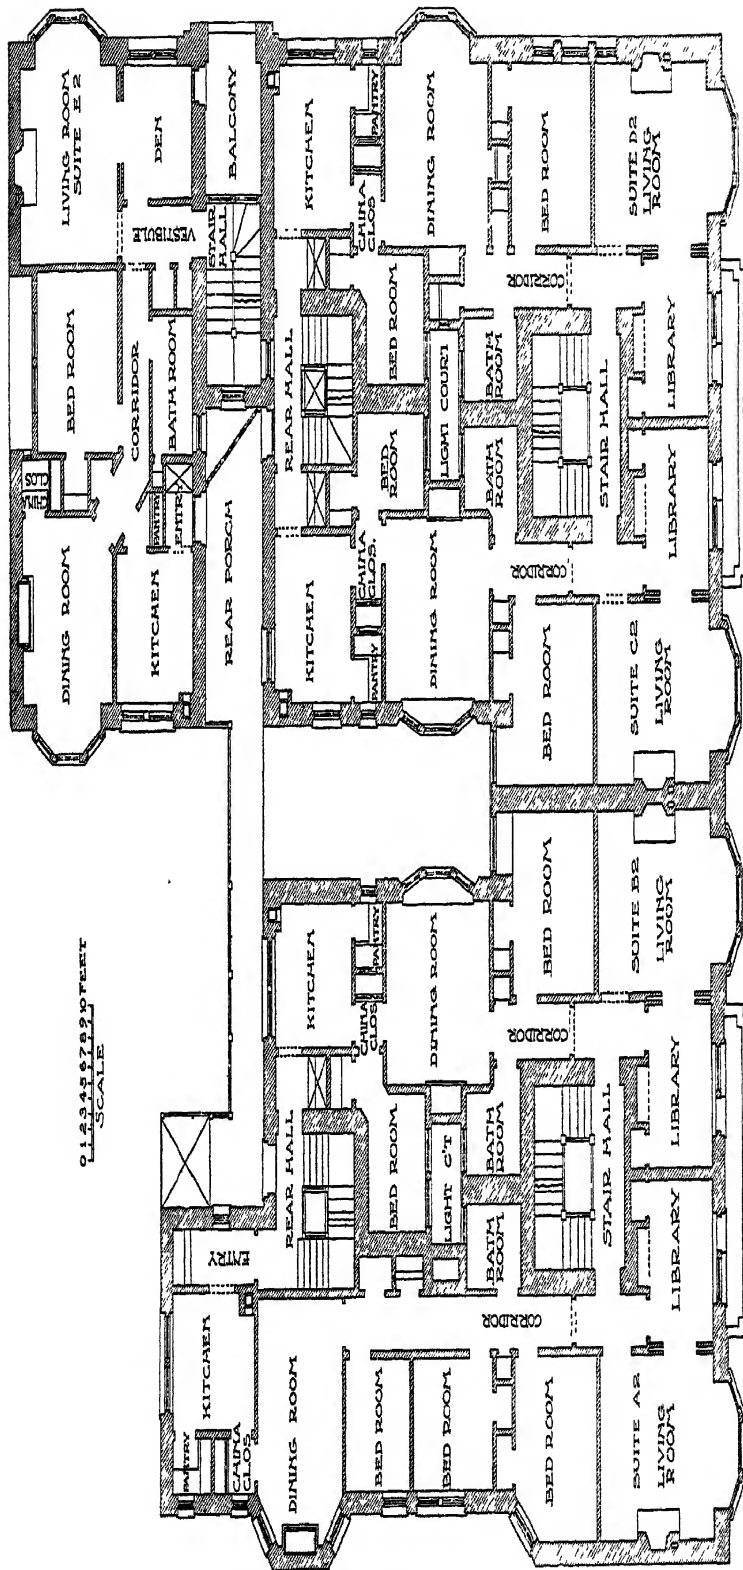 LIVING ROOM
SUITE E 2
DEN
BALCONY
VESTIBULE
STAIR
HALL
BED ROOM
CORRIDOR
BATH ROOM
CHINA
CLOS
PANTRY
ENTRY
DINING ROOM
KITCHEN
REAR PORCH
KITCHEN
PANTRY
CHINA
CLOS
DINING ROOM
BED ROOM
SUITE D2
LIVING
ROOM
REAR HALL
BED ROOM
CORRIDOR
LIGHT COURT
BATH
ROOM
STAIR HALL
LIBRARY
BED
ROOM
BATH
ROOM
LIBRARY
KITCHEN
CHINA
CLOS.
PANTRY
DINING ROOM
CORRIDOR
BED ROOM
SUITE C2
LIVING
ROOM
0 1 2 3 4 5 6 7 8 9 10 FEET
SCALE
KITCHEN
PANTRY
CHINA
CLOS
DINING ROOM
BED ROOM
SUITE B2
LIVING
ROOM
CORRIDOR
REAR HALL
BED ROOM
LIGHT C'T
BATH
ROOM
STAIR HALL
LIBRARY
ENTRY
BATH
ROOM
LIBRARY
CORRIDOR
KITCHEN
PANTRY
CHINA
CLOS
DINING ROOM
BED ROOM
BED ROOM
BED ROOM
SUITE A2
LIVING
ROOM